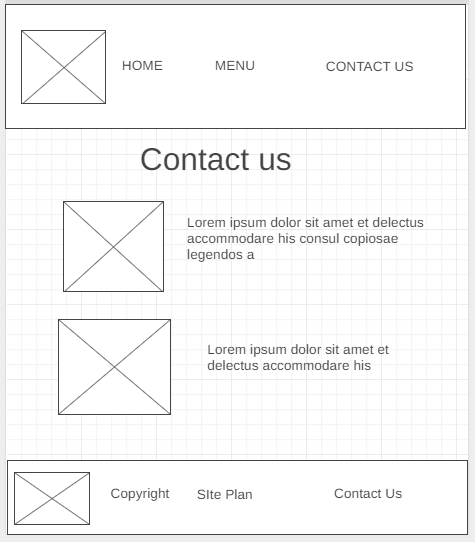 HOME MENU CONTACT US
Contact us
Lorem ipsum dolor sit amet et delectus
accommodare his consul copiosae
legendos a
Lorem ipsum dolor sit amet et
delectus accommodare his
Copyright SIte Plan Contact Us